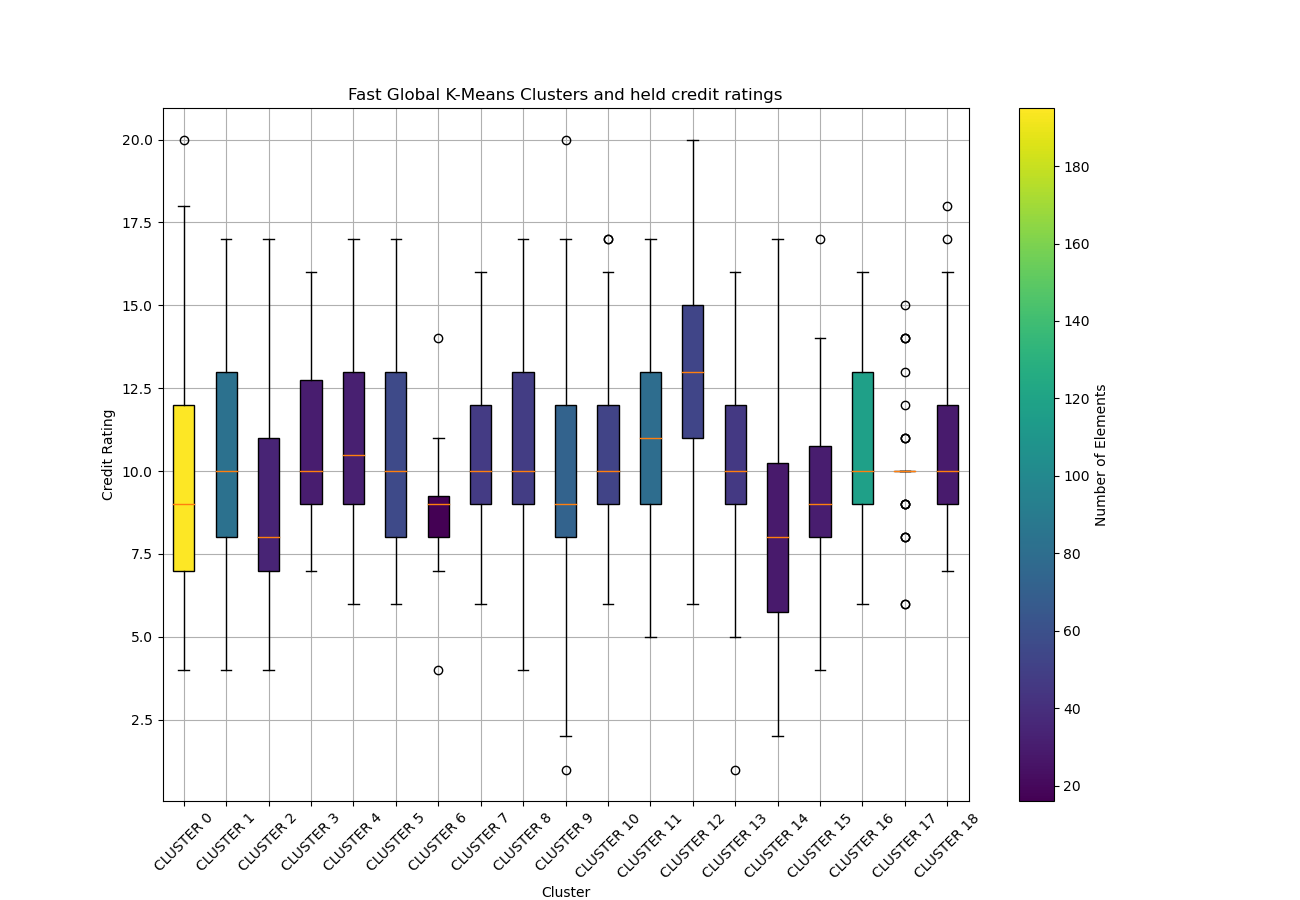 Fast Global K-Means Clusters and held credit ratings
Credit Rating
20.0
17.5
15.0
12.5
10.0
7.5
5.0
2.5
CLUSTER 0
CLUSTER 1
CLUSTER 2
CLUSTER 3
CLUSTER 4
CLUSTER 5
CLUSTER 6
CLUSTER 7
CLUSTER 8
CLUSTER 9
CLUSTER 10
CLUSTER 11
CLUSTER 12
CLUSTER 13
CLUSTER 14
CLUSTER 15
CLUSTER 16
CLUSTER 17
CLUSTER 18
Cluster
180
160
140
120
100
80
60
40
20
Number of Elements